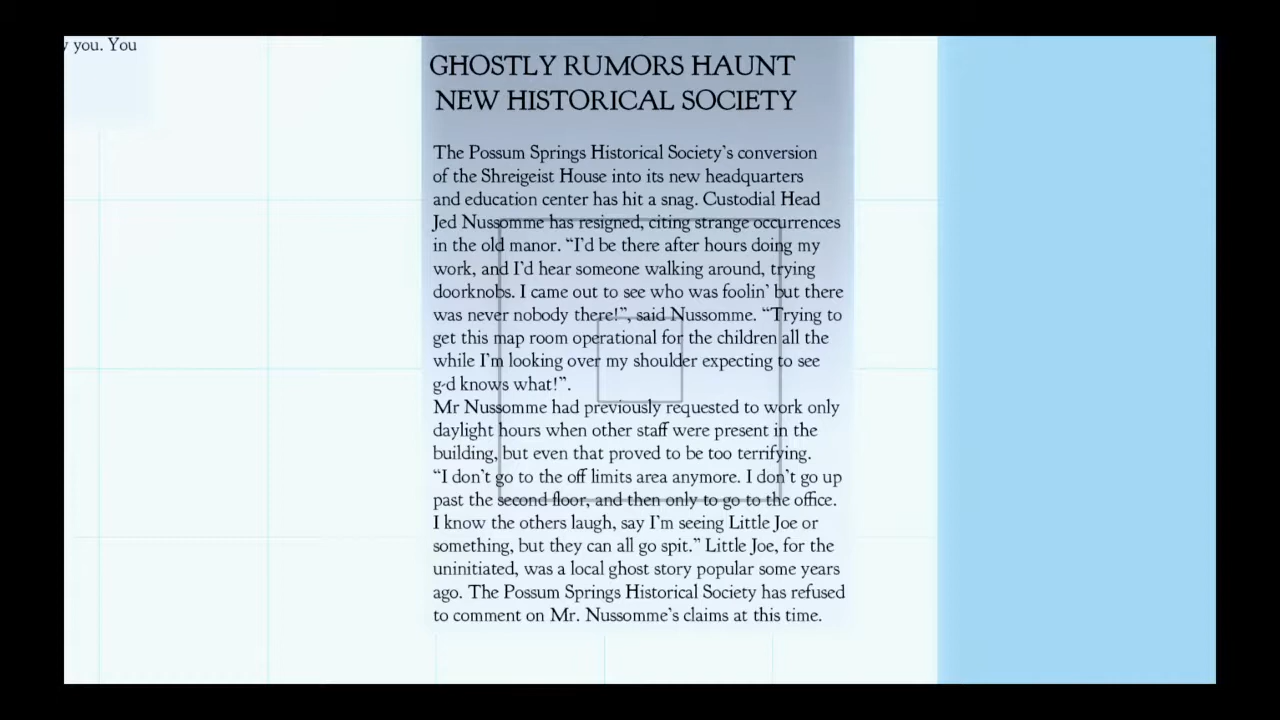 you. You
GHOSTLY RUMORS HAUNT
NEW HISTORICAL SOCIETY
The Possum Springs Historical Society's conversion
of the Shreigeist House into its new headquarters
and education center has hit a snag. Custodial Head
Jed Nussomme has resigned, citing strange occurrences
in the old manor. “I'd be there after hours doing my
work, and I'd hear someone walking around, trying
doorknobs. I came out to see who was foolin' but there
was never nobody there!”, said Nussomme. “Trying to
get this map room operational for the children all the
while I'm looking over my shoulder expecting to see
g-d knows what!”.
Mr Nussomme had previously requested to work only
daylight hours when other staff were present in the
building, but even that proved to be too terrifying.
“I don't go to the off limits area anymore. I don't go up
past the second floor, and then only to go to the office.
I know the others laugh, say I'm seeing Little Joe or
something, but they can all go spit.” Little Joe, for the
uninitiated, was a local ghost story popular some years
ago. The Possum Springs Historical Society has refused
to comment on Mr. Nussomme's claims at this time.